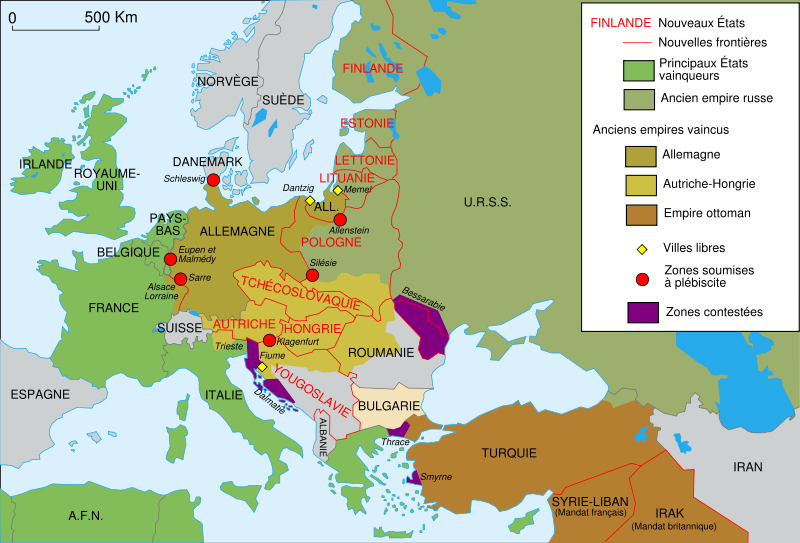 0 500 Km
FINLANDE Nouveaux États
Nouvelles frontières
Principaux États
vainqueurs
Ancien empire russe
Anciens empires vaincus
Allemagne
Autriche-Hongrie
Empire ottoman
Villes libres
Zones soumises
à plébiscite
Zones contestées
FINLANDE
NORVÈGE
SUÈDE
ESTONIE
LETTONIE
LITUANIE
Memel
IRLANDE
ROYAUME-
UNI
DANEMARK
Schleswig
Dantzig
ALL.
Allenstein
U.R.S.S.
PAYS-
BAS
ALLEMAGNE
POLOGNE
BELGIQUE
Eupen et
Malmédy
Silésie
Sarre
Alsace
Lorraine
TCHÉCOSLOVAQUIE
Bessarabie
FRANCE
SUISSE
AUTRICHE
HONGRIE
Klagenfurt
Trieste
Fiume
ROUMANIE
YOUGOSLAVIE
Dalmatie
ESPAGNE
ITALIE
BULGARIE
ALBANIE
Thrace
TURQUIE
Smyrne
IRAN
SYRIE-LIBAN
(Mandat français)
IRAK
(Mandat britannique)
A.F.N.